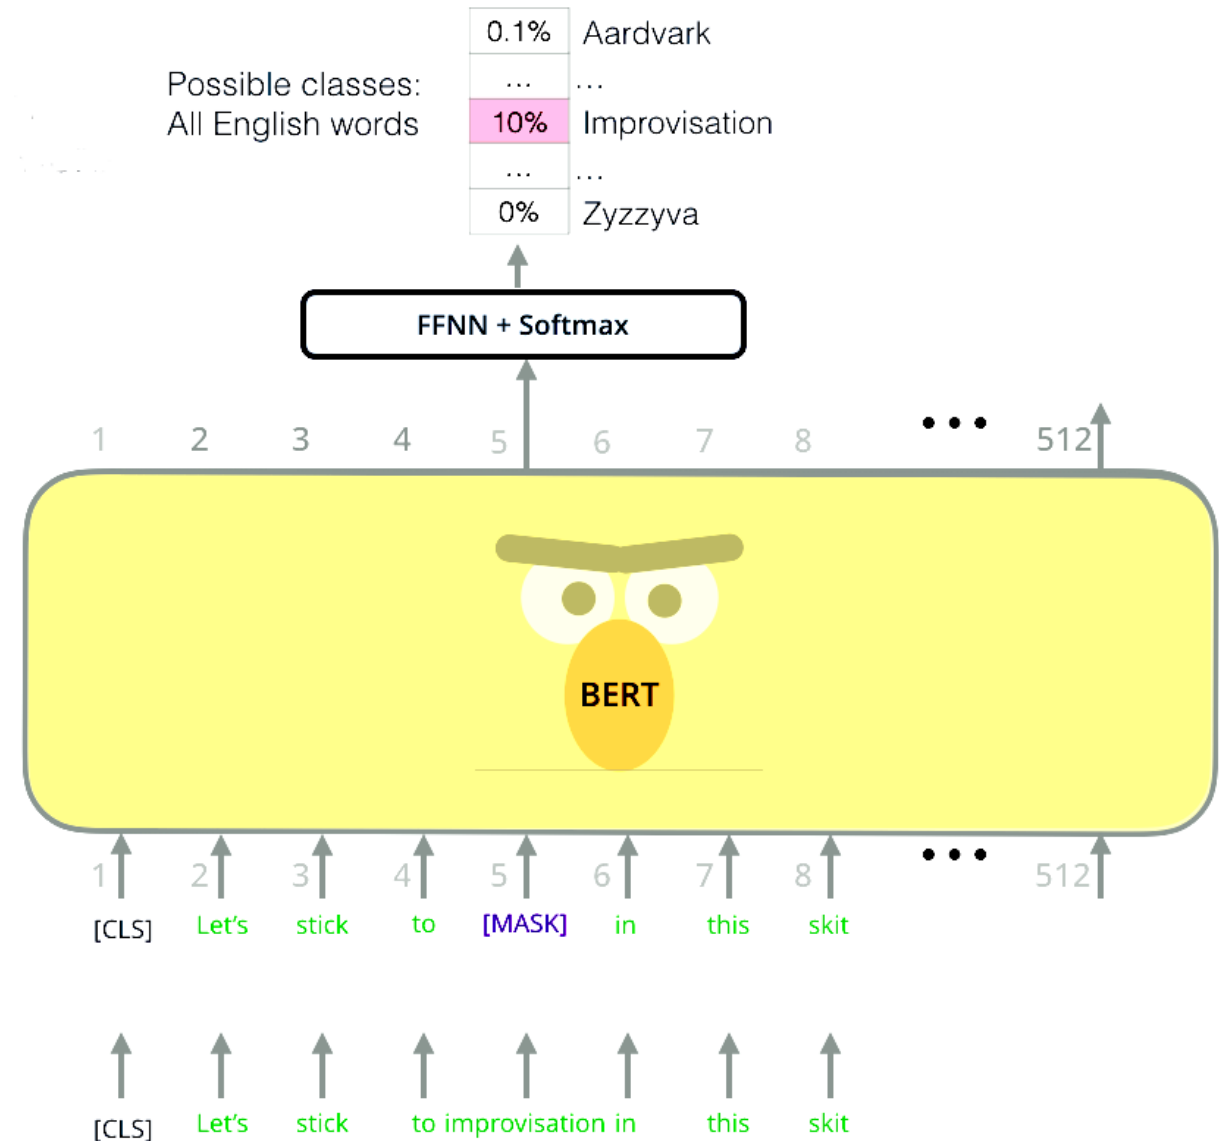 0.1% Aardvark
Possible classes: ... ...
All English words 10% Improvisation
... ...
0% Zyzzyva
FFNN + Softmax
1 2 3 4 5 6 7 8 ••• 512
BERT
1 2 3 4 5 6 7 8 ••• 512
[CLS] Let's stick to [MASK] in this skit
[CLS] Let's stick to improvisation in this skit